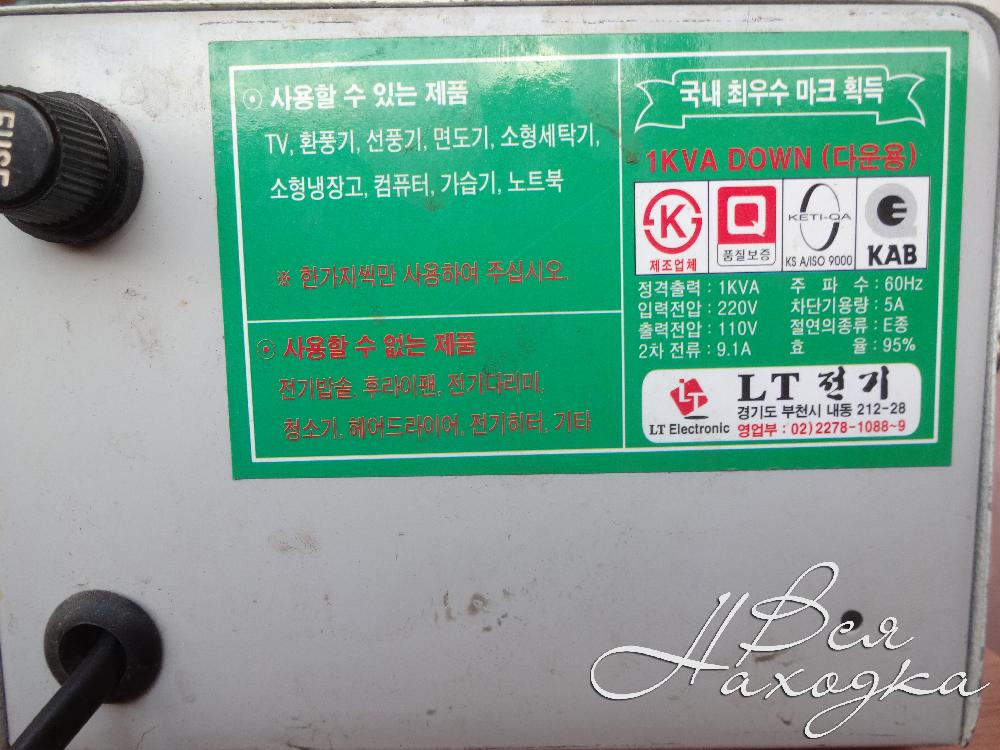 FUSE
⊙ 사용할 수 있는 제품
TV, 환풍기, 선풍기, 면도기, 소형세탁기,
소형냉장고, 컴퓨터, 가습기, 노트북
※ 한가지씩만 사용하여 주십시오.
⊙ 사용할 수 없는 제품
전기밥솥, 후라이팬, 전기다리미,
청소기, 헤어드라이어, 전기히터, 기타
국내 최우수 마크 획득
1KVA DOWN (다운용)
K
제조업체
Q
품질보증
KETI-QA
KS A/ISO 9000
KAB
정격출력 : 1KVA 주 파 수 : 60Hz
입력전압 : 220V 차단기용량 : 5A
출력전압 : 110V 절연의종류 : E종
2차 전류 : 9.1A 효 율 : 95%
LT
LT Electronic
LT 전기
경기도 부천시 내동 212-28
영업부 : 02) 2278-1088~9
Вся
Находка